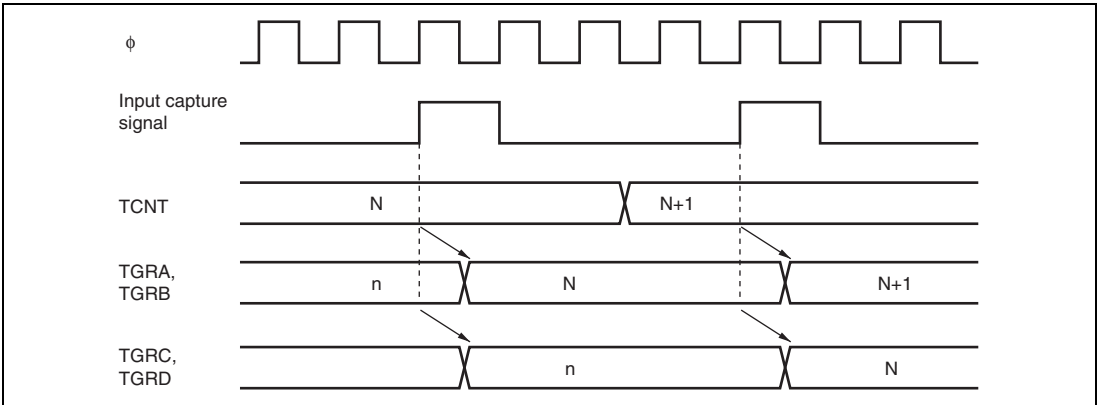 ϕ
Input capture
signal
TCNT
N
N+1
TGRA,
TGRB
n
N
N+1
TGRC,
TGRD
n
N